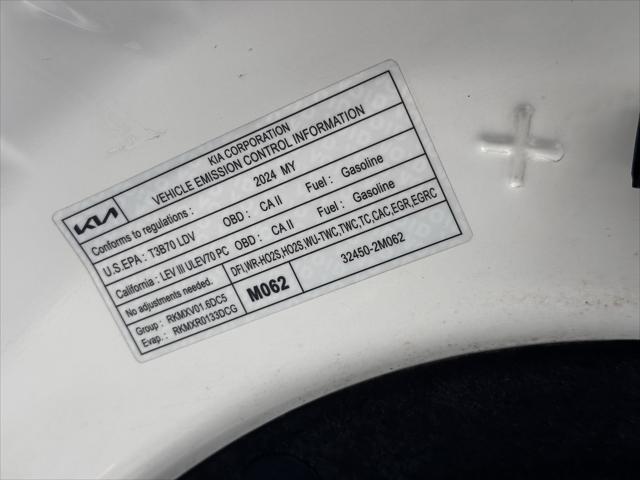 KIA CORPORATION
KIA VEHICLE EMISSION CONTROL INFORMATION
Conforms to regulations : 2024 MY
U.S.EPA : T3B70 LDV OBD : CA II Fuel : Gasoline
California : LEV III ULEV70 PC OBD : CA II Fuel : Gasoline
No adjustments needed. DFI,WR-HO2S,HO2S,WU-TWC,TWC,TC,CAC,EGR,EGRC
Group : RKMXV01.6DC5 M062 32450-2M062
Evap. : RKMXR0133DCG